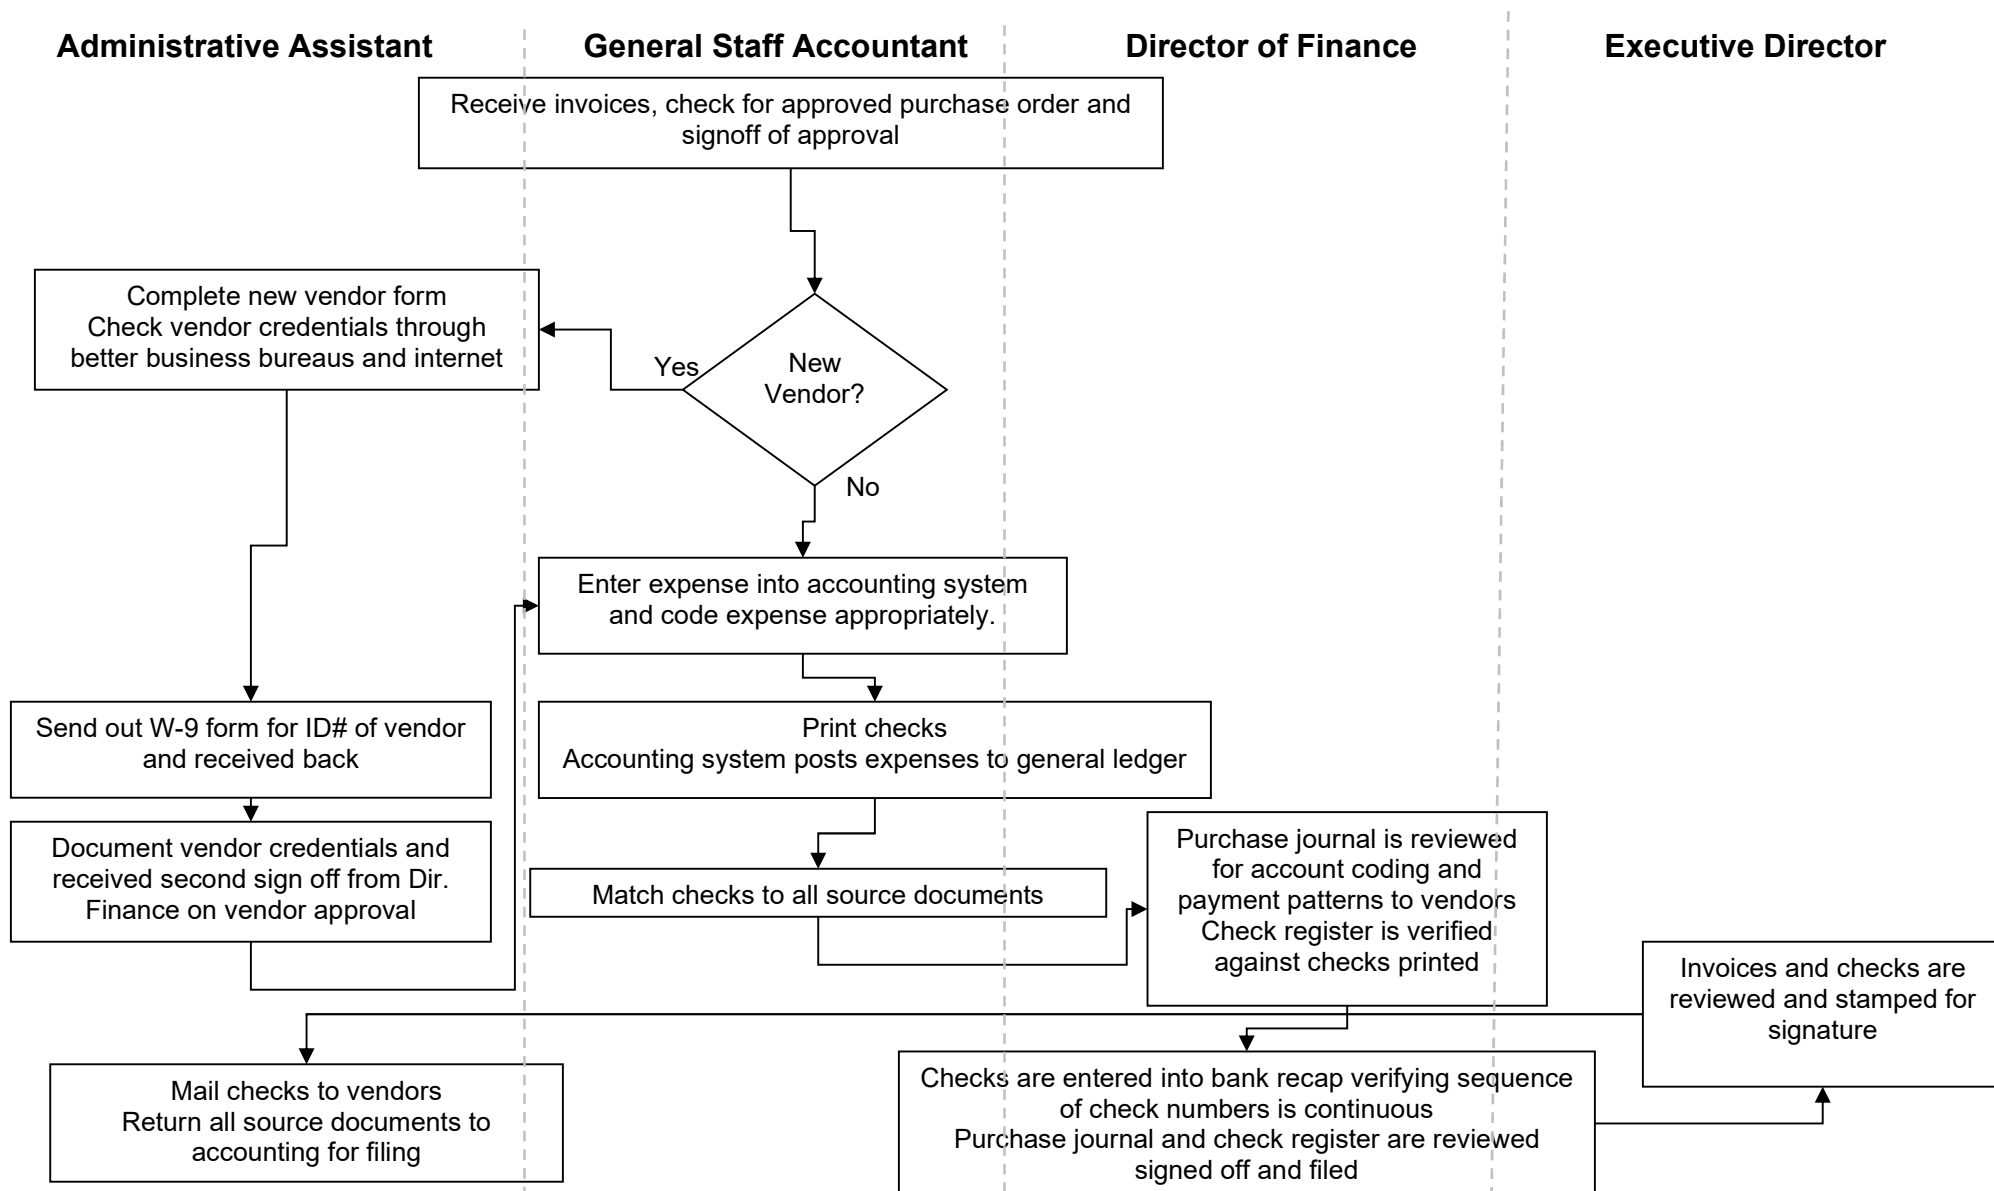 Administrative Assistant
General Staff Accountant
Director of Finance
Executive Director
Receive invoices, check for approved purchase order and
signoff of approval
Complete new vendor form
Check vendor credentials through
better business bureaus and internet
Yes
New
Vendor?
No
Enter expense into accounting system
and code expense appropriately.
Send out W-9 form for ID# of vendor
and received back
Print checks
Accounting system posts expenses to general ledger
Document vendor credentials and
received second sign off from Dir.
Finance on vendor approval
Match checks to all source documents
Purchase journal is reviewed
for account coding and
payment patterns to vendors
Check register is verified
against checks printed
Invoices and checks are
reviewed and stamped for
signature
Mail checks to vendors
Return all source documents to
accounting for filing
Checks are entered into bank recap verifying sequence
of check numbers is continuous
Purchase journal and check register are reviewed
signed off and filed